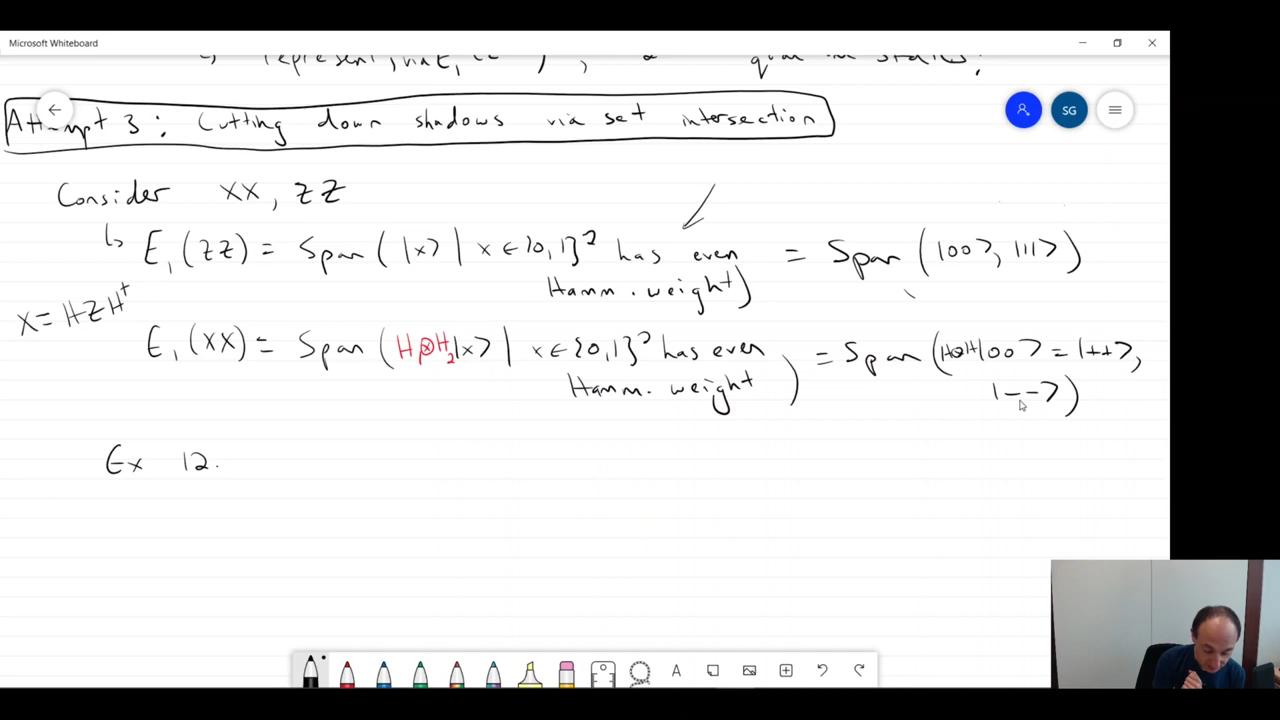 Microsoft Whiteboard
SG
Attempt 3: Cutting down shadows via set intersection
Consider XX, ZZ
↳ E₁(ZZ) = Span(|x⟩ | x ∈ {0,1}² has even = Span(|00⟩, |11⟩)
Hamm. weight)
X = HZH†
E₁(XX) = Span(H₁⊗H₂|x⟩ | x ∈ {0,1}² has even = Span(H⊗H|00⟩ = |++⟩,
Hamm. weight) |--⟩)
Ex 12.
A